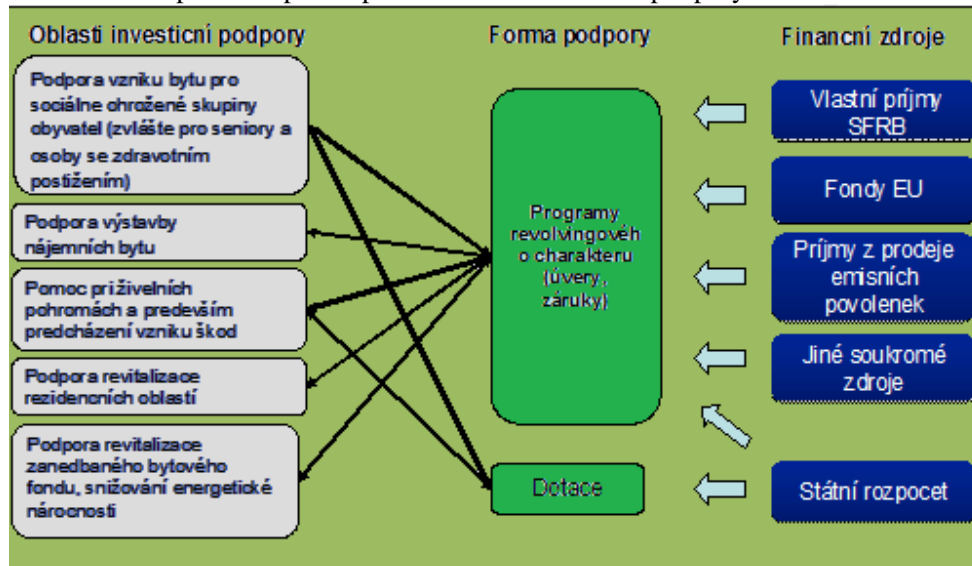 Oblasti investicní podpory
Podpora vzniku bytu pro
sociálne ohrožené skupiny
obyvatel (zvlášte pro seniory a
osoby se zdravotním
postižením)
Podpora výstavby
nájemních bytu
Pomoc pri živelních
pohromách a predevším
predcházení vzniku škod
Podpora revitalizace
rezidencních oblastí
Podpora revitalizace
zanedbaného bytového
fondu, snižování energetické
nárocnosti
Forma podpory
Programy
revolvingovéh
o charakteru
(úvery,
záruky)
Dotace
Financní zdroje
Vlastní príjmy
SFRB
Fondy EU
Príjmy z prodeje
emisních
povolenek
Jiné soukromé
zdroje
Státní rozpocet